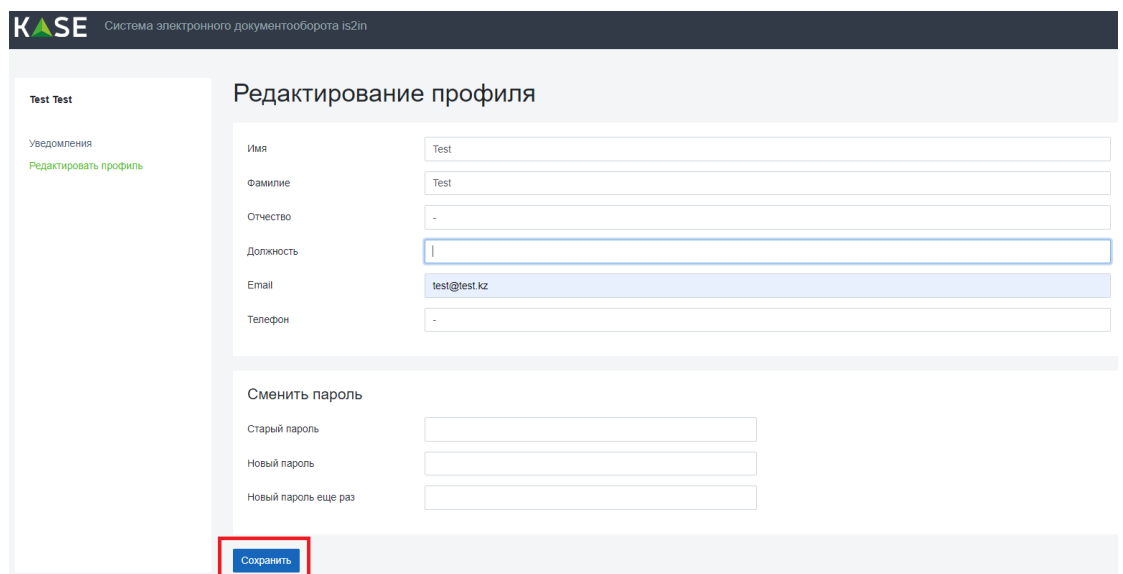 KASE Система электронного документооборота is2in
Test Test
Уведомления
Редактировать профиль
Редактирование профиля
Имя Test
Фамилие Test
Отчество -
Должность
Email test@test.kz
Телефон -
Сменить пароль
Старый пароль
Новый пароль
Новый пароль еще раз
Сохранить